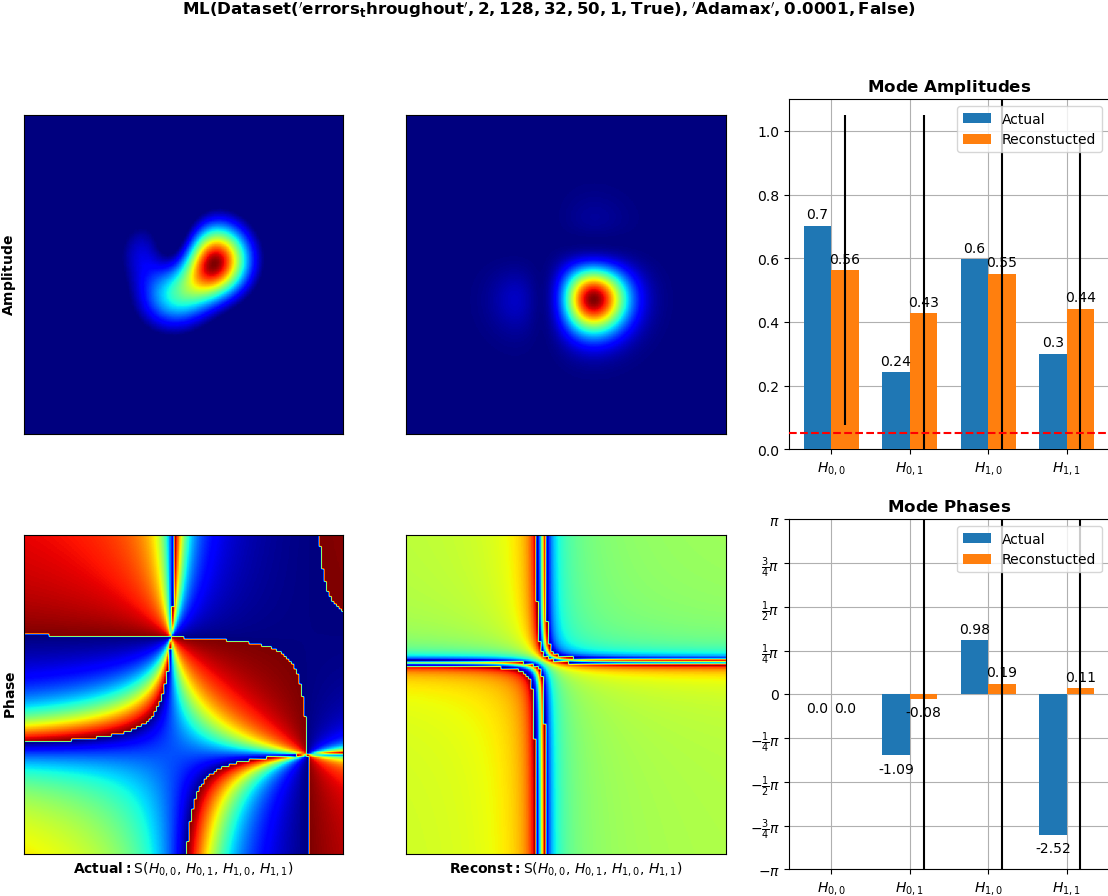 ML(Dataset('errors_throughout', 2, 128, 32, 50, 1, True), 'Adamax', 0.0001, False)
Mode Amplitudes
Amplitude
1.0
0.8
0.6
0.4
0.2
0.0
Actual
Reconstucted
0.7
0.56
0.24
0.43
0.6
0.55
0.3
0.44
H0,0 H0,1 H1,0 H1,1
Mode Phases
Phase
π
3/4π
1/2π
1/4π
0
−1/4π
−1/2π
−3/4π
−π
Actual
Reconstucted
0.0 0.0
-1.09
-0.08
0.98
0.19
-2.52
0.11
H0,0 H0,1 H1,0 H1,1
Actual: S(H0,0, H0,1, H1,0, H1,1)
Reconst: S(H0,0, H0,1, H1,0, H1,1)